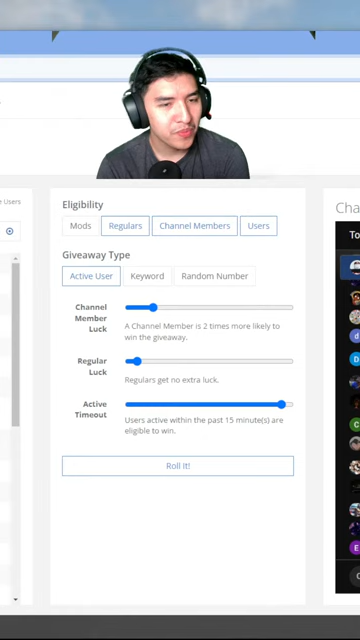 e Users
Eligibility
Mods Regulars Channel Members Users
Giveaway Type
Active User Keyword Random Number
Channel
Member
Luck
A Channel Member is 2 times more likely to
win the giveaway.
Regular
Luck
Regulars get no extra luck.
Active
Timeout
Users active within the past 15 minute(s) are
eligible to win.
Roll It!
Cha
To
d
D
C
E